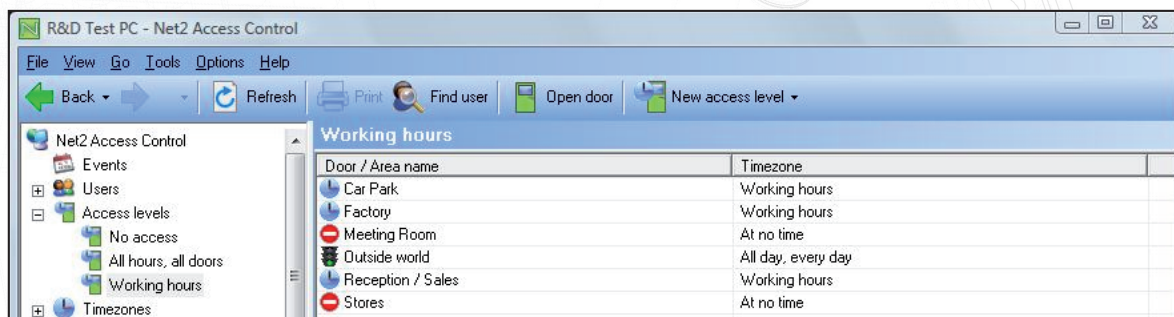 R&D Test PC - Net2 Access Control
File View Go Tools Options Help
Back Refresh Print Find user Open door New access level
Net2 Access Control
Events
Users
Access levels
No access
All hours, all doors
Working hours
Timezones
Working hours
Door / Area name Timezone
Car Park Working hours
Factory Working hours
Meeting Room At no time
Outside world All day, every day
Reception / Sales Working hours
Stores At no time